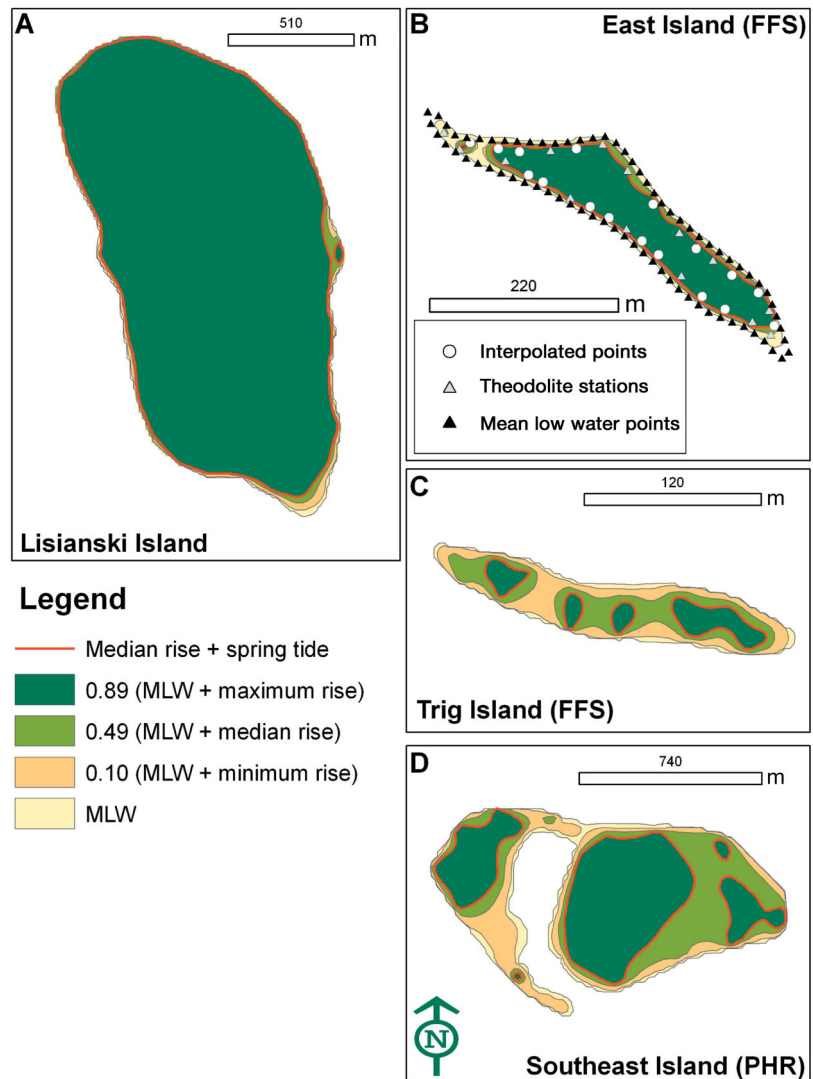 A
510
m
Lisianski Island
B
East Island (FFS)
220
m
Interpolated points
Theodolite stations
Mean low water points
C
120
m
Trig Island (FFS)
Legend
Median rise + spring tide
0.89 (MLW + maximum rise)
0.49 (MLW + median rise)
0.10 (MLW + minimum rise)
MLW
D
740
m
N
Southeast Island (PHR)